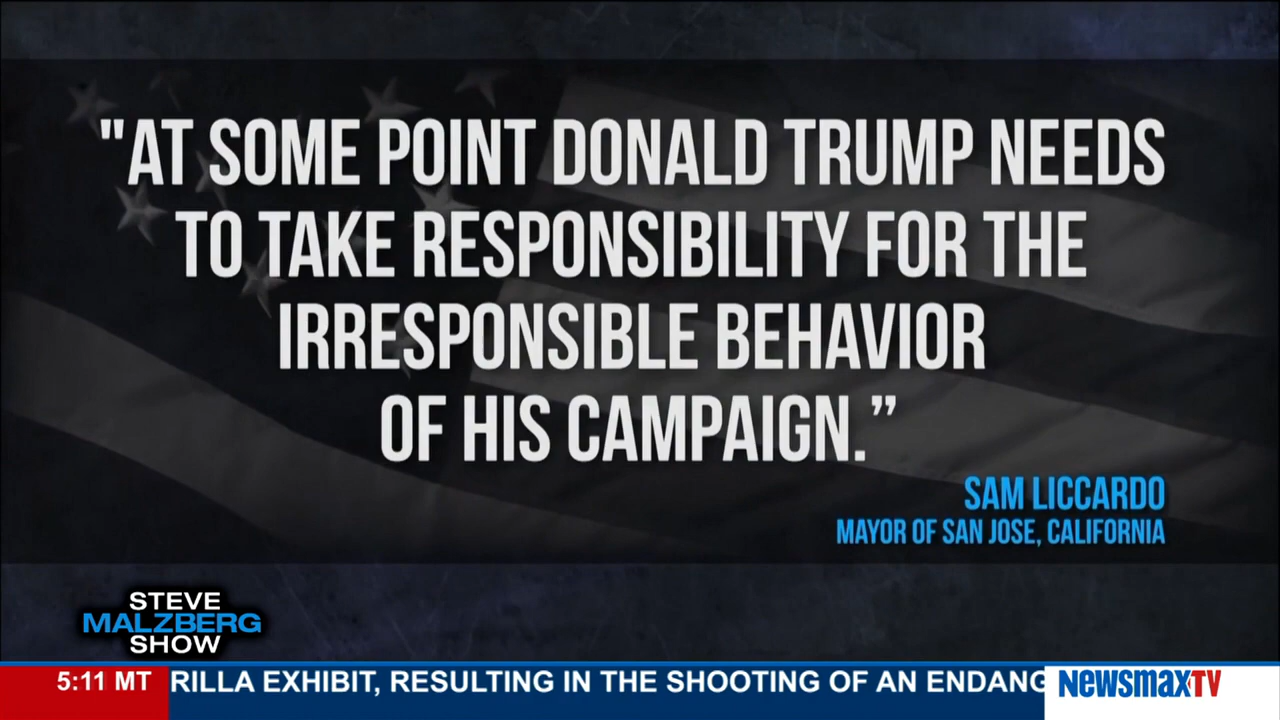 "AT SOME POINT DONALD TRUMP NEEDS
TO TAKE RESPONSIBILITY FOR THE
IRRESPONSIBLE BEHAVIOR
OF HIS CAMPAIGN.”
SAM LICCARDO
MAYOR OF SAN JOSE, CALIFORNIA
STEVE
MALZBERG
SHOW
5:11 MT RILLA EXHIBIT, RESULTING IN THE SHOOTING OF AN ENDANG NEWSMAXTV